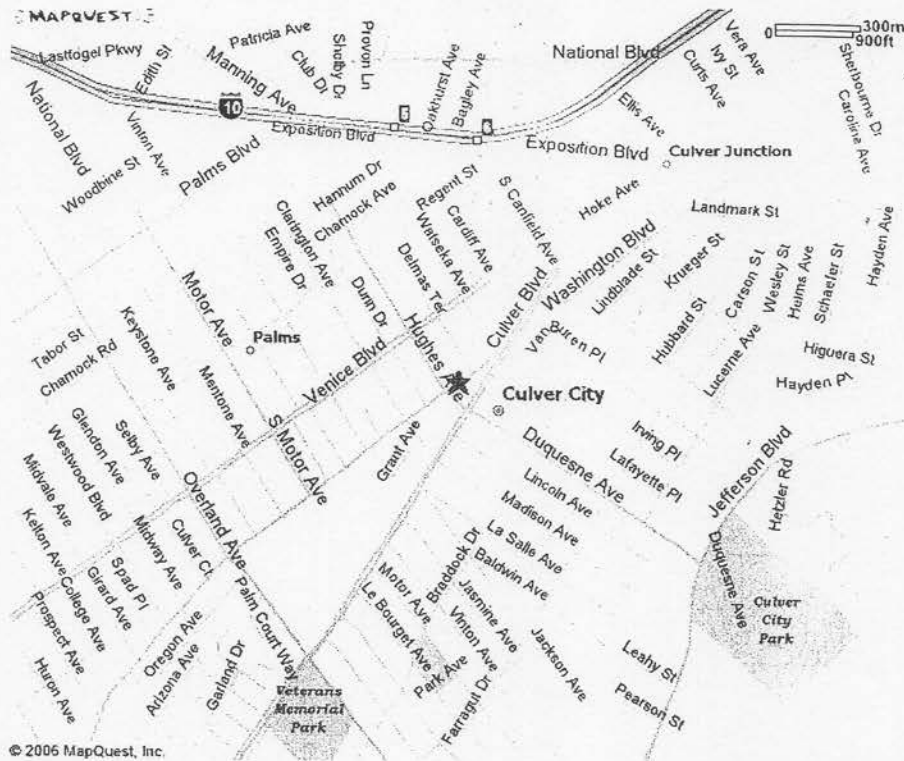 MAPQUEST
0 300m
900ft
Lastfogel Pkwy
Edith St
Manning Ave
Patricia Ave
Club Dr
Shelby Dr
Provon Ln
Oakhurst Ave
Bagley Ave
National Blvd
Vera Ave
Ivy St
Curts Ave
Sherbourne Dr
Caroline Ave
National Blvd
Vinton Ave
10
Exposition Blvd
Exposition Blvd
Ellis Ave
Culver Junction
Woodbine St
Palms Blvd
Hannum Dr
Charnock Ave
Clarington Ave
Empire Dr
Regent St
Cardiff Ave
Watseka Ave
Delmas Ter
S Canfield Ave
Hoke Ave
Landmark St
Hayden Ave
Washington Blvd
Lindblade St
Krueger St
Carson St
Wesley St
Helms Ave
Schaefer St
Motor Ave
Dunn Dr
Hughes Ave
Culver Blvd
Van Buren Pl
Hubbard St
Lucerne Ave
Higuera St
Hayden Pl
Tabor St
Charnock Rd
Keystone Ave
Palms
Venice Blvd
Mentone Ave
S Motor Ave
Culver City
Grant Ave
Irving Pl
Lafayette Pl
Duquesne Ave
Jefferson Blvd
Hetzler Rd
Selby Ave
Glendon Ave
Westwood Blvd
Midvale Ave
Kelton Ave
Overland Ave
Lincoln Ave
Madison Ave
La Salle Ave
Baldwin Ave
Duquesne Ave
Culver
City
Park
Culver Ct
Midway Ave
Spad Pl
Girard Ave
College Ave
Prospect Ave
Huron Ave
Oregon Ave
Arizona Ave
Garland Dr
Palm Court Way
Motor Ave
Le Bourget Ave
Braddock Dr
Jasmine Ave
Vinton Ave
Park Ave
Farragut Dr
Jackson Ave
Leahy St
Pearson St
Veterans
Memorial
Park
© 2006 MapQuest, Inc.